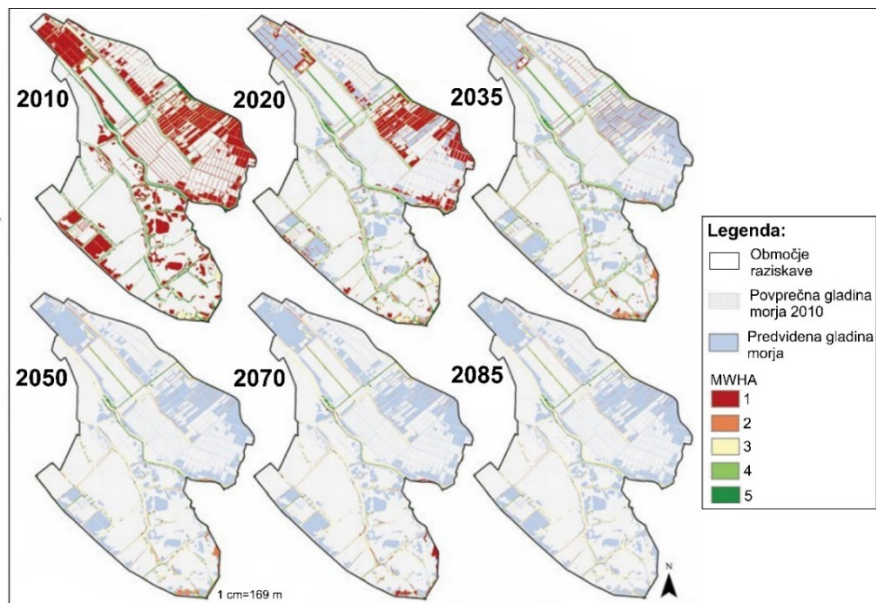 2010
2020
2035
2050
2070
2085
1 cm=169 m
N
Legenda:
Območje
raziskave
Povprečna gladina
morja 2010
Predvidena gladina
morja
MWHA
1
2
3
4
5